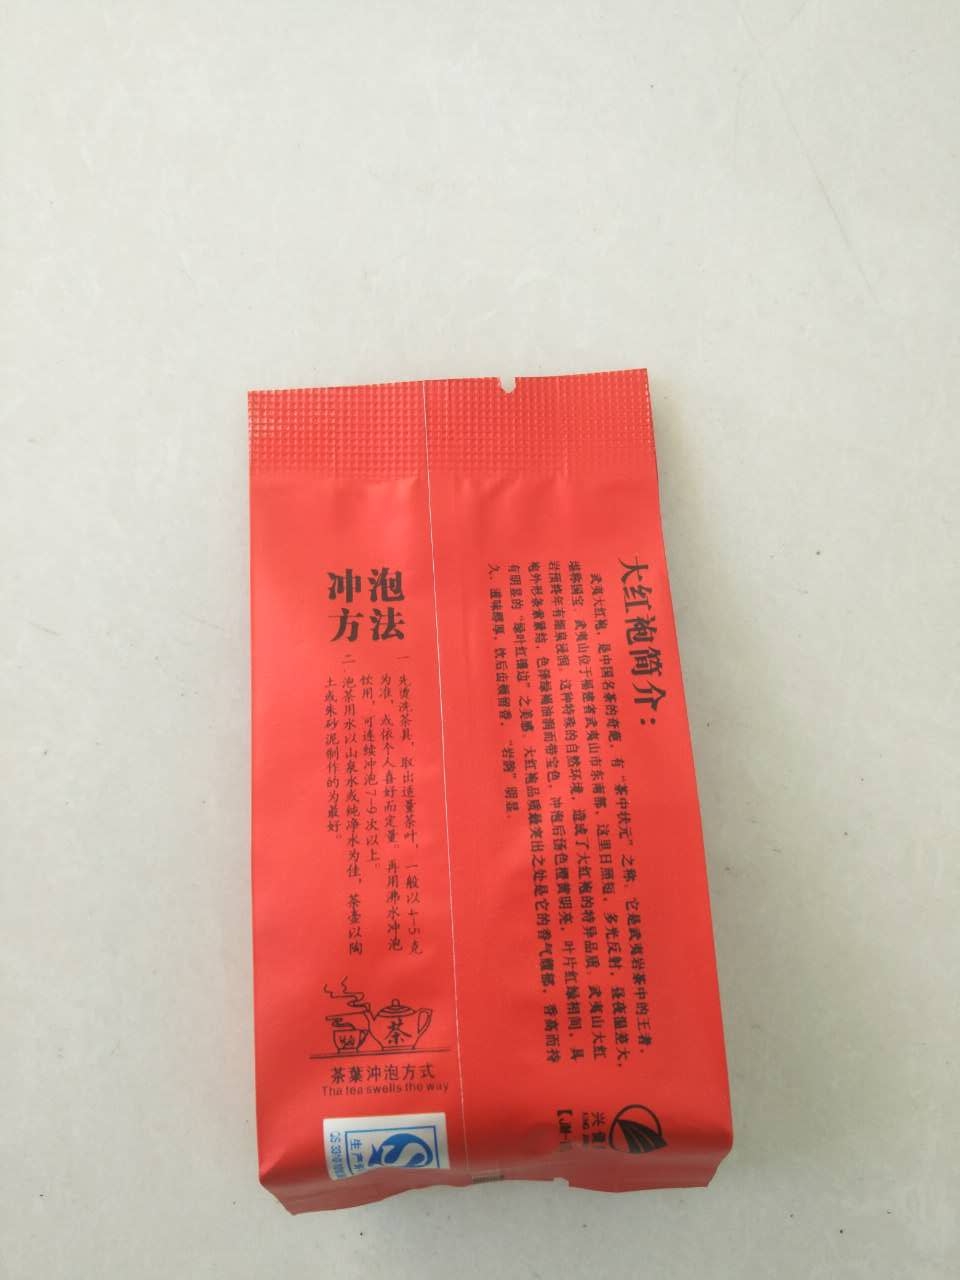 大红袍简介：
武夷大红袍，是中国名茶的奇葩，有“茶中状元”之称，它是武夷岩茶中的王者，
堪称国宝，武夷山位于福建省武夷山市东南部，这里日照短，多光反射，昼夜温差大，
岩顶终年有细泉浸润，这种特殊的自然环境，造成了大红袍的特异品质，武夷山大红
袍外形条索紧结，色泽绿褐油润而带宝色，冲泡后汤色橙黄明亮，叶片红绿相间，具
有明显的“绿叶红镶边”之美感，大红袍品质最突出之处是它的香气馥郁，香高而持
久，滋味醇厚，饮后齿颊留香，“岩韵”明显。
冲泡
方法
一、先烫洗茶具，取出适量茶叶，一般以4-5克
为准，或依个人喜好而定量。再用沸水冲泡
饮用，可连续冲泡7-9次以上。
二、泡茶用水以山泉水或纯净水为佳，茶壶以陶
土或朱砂泥制作的为最好。
茶
茶葉沖泡方式
Tha tea swells the way
生产
QS 3510
兴
【JM-